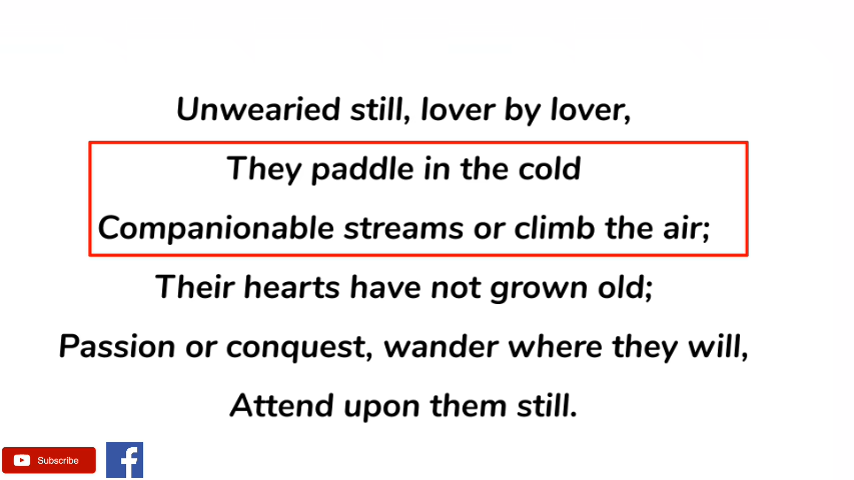 Unwearied still, lover by lover,
They paddle in the cold
Companionable streams or climb the air;
Their hearts have not grown old;
Passion or conquest, wander where they will,
Attend upon them still.
Subscribe